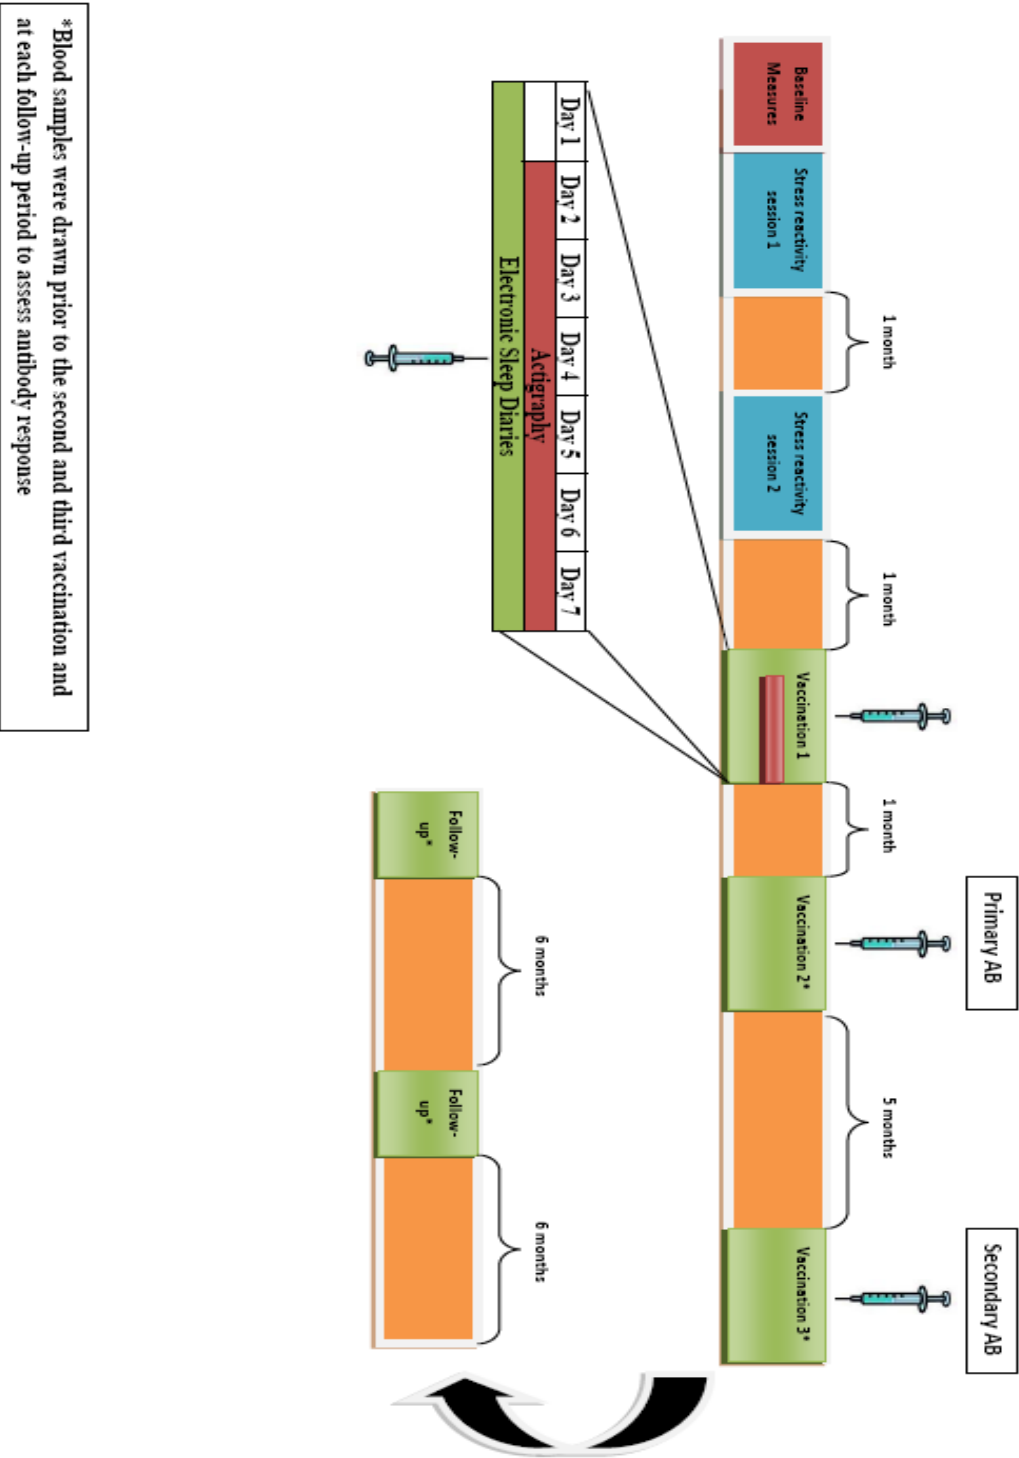 Primary AB
Secondary AB
1 month
1 month
1 month
5 months
Baseline
Measures
Stress reactivity
session 1
Stress reactivity
session 2
Vaccination 1
Vaccination 2*
Vaccination 3*
Day 1
Day 2
Day 3
Day 4
Day 5
Day 6
Day 7
Actigraphy
Electronic Sleep Diaries
6 months
6 months
Follow-
up*
Follow-
up*
*Blood samples were drawn prior to the second and third vaccination and
at each follow-up period to assess antibody response